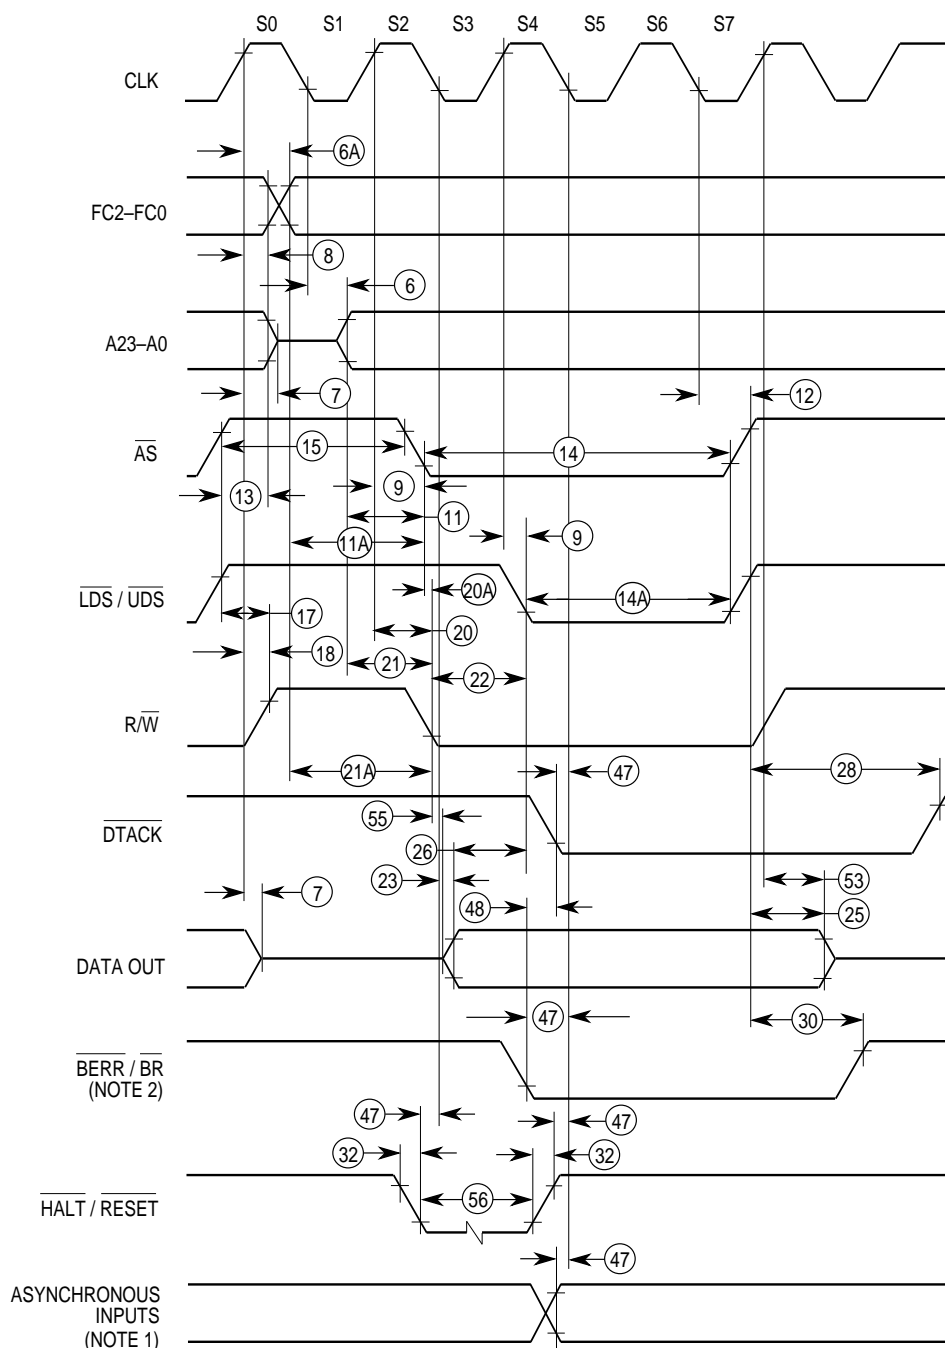 S0 S1 S2 S3 S4 S5 S6 S7
CLK
6A
FC2–FC0
8
6
A23–A0
7 12
AS
15 14
9
13
11
9
11A
LDS / UDS
20A 14A
17
20
18
21
22
R/W
21A 47 28
DTACK
55
26
23 53
7
48 25
DATA OUT
47 30
BERR / BR
(NOTE 2)
47 47
32 32
56
HALT / RESET
47
ASYNCHRONOUS
INPUTS
(NOTE 1)